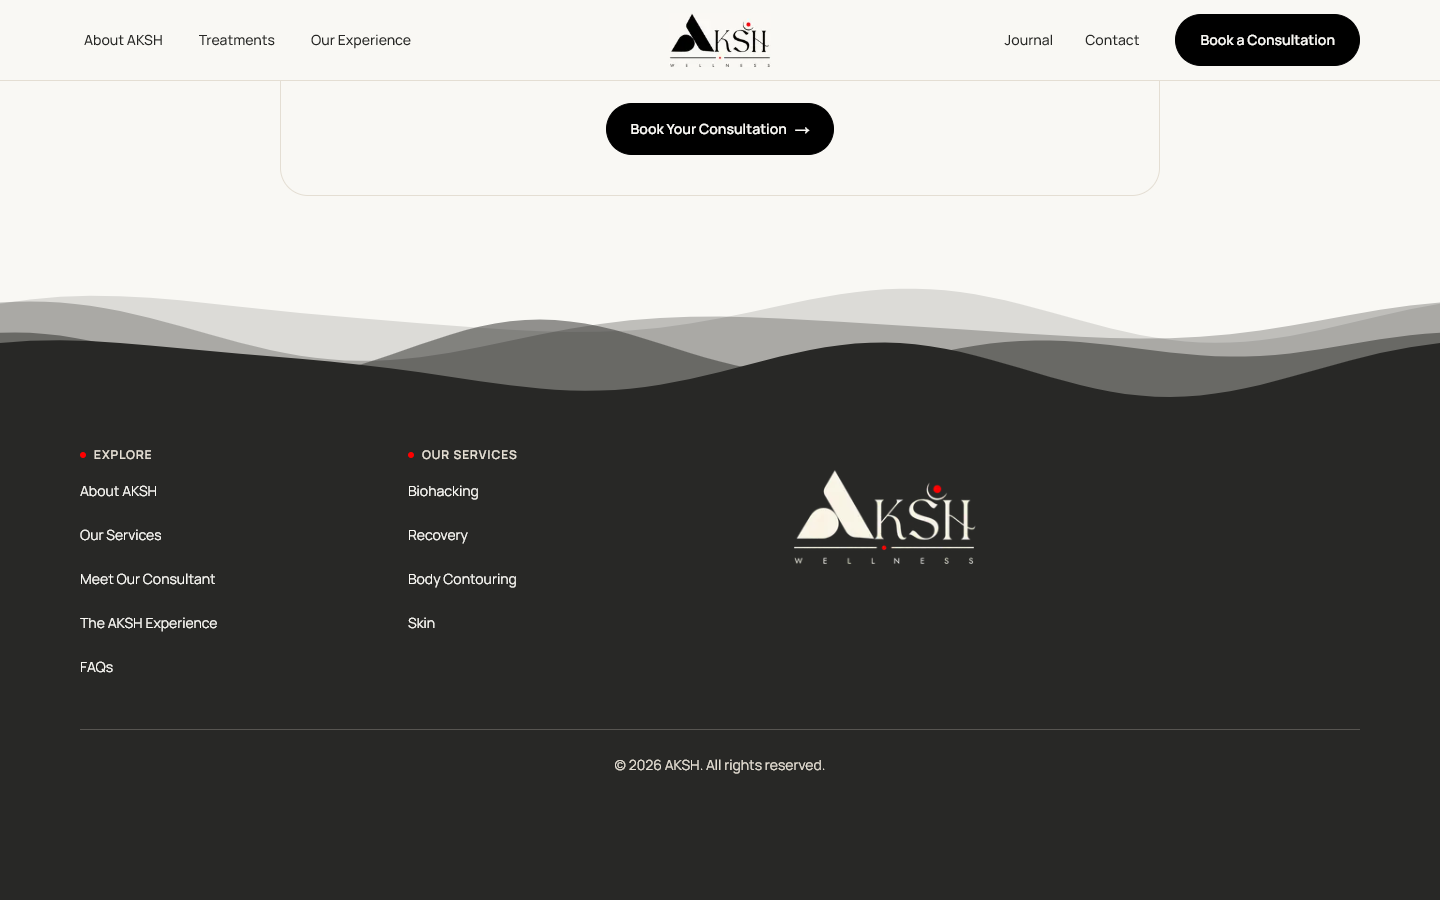 About AKSH
Treatments
Our Experience
AKSH
WELLNESS
Journal
Contact
Book a Consultation
Book Your Consultation →
EXPLORE
About AKSH
Our Services
Meet Our Consultant
The AKSH Experience
FAQs
OUR SERVICES
Biohacking
Recovery
Body Contouring
Skin
AKSH
WELLNESS
© 2026 AKSH. All rights reserved.